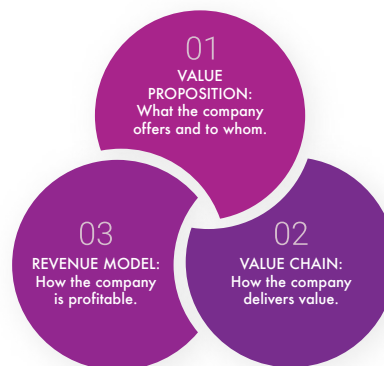 01
VALUE
PROPOSITION:
What the company
offers and to whom.
02
VALUE CHAIN:
How the company
delivers value.
03
REVENUE MODEL:
How the company
is profitable.